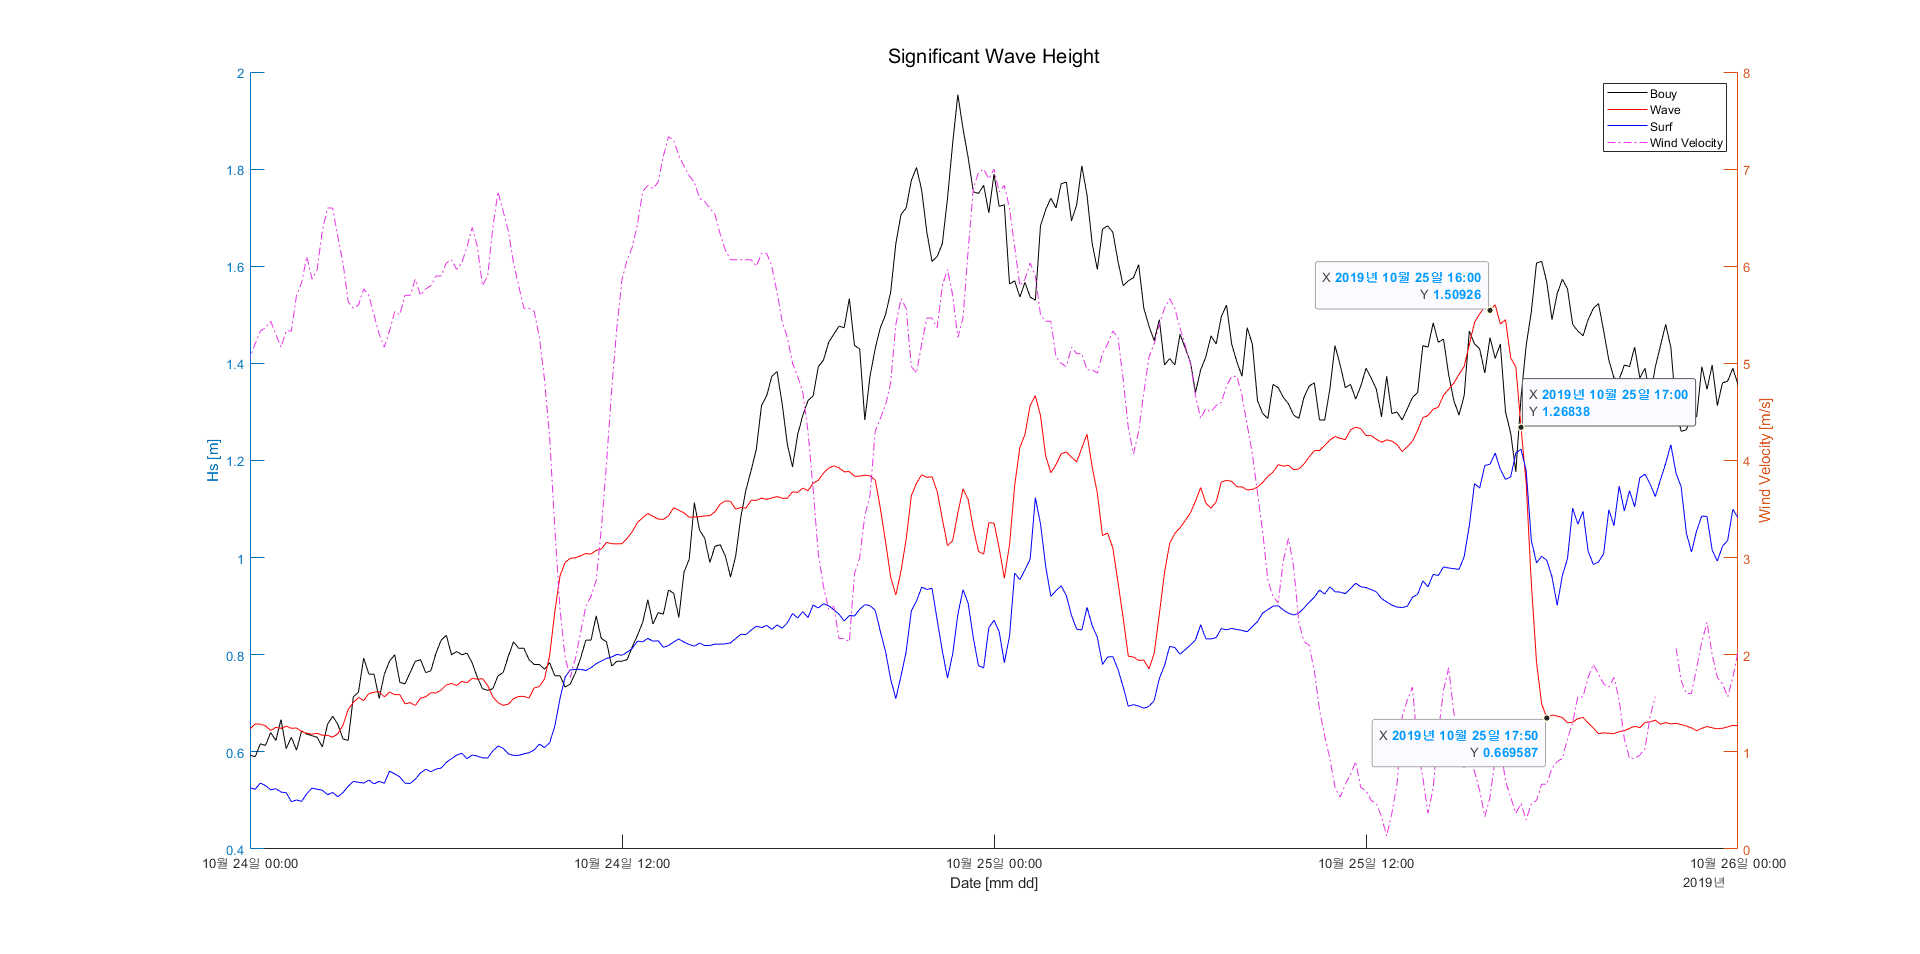 Significant Wave Height
2
1.8
1.6
1.4
1.2
1
0.8
0.6
0.4
Hs [m]
8
7
6
5
4
3
2
1
0
Wind Velocity [m/s]
Bouy
Wave
Surf
Wind Velocity
X 2019년 10월 25일 16:00
Y 1.50926
X 2019년 10월 25일 17:00
Y 1.26838
X 2019년 10월 25일 17:50
Y 0.669587
10월 24일 00:00
10월 24일 12:00
10월 25일 00:00
10월 25일 12:00
10월 26일 00:00
Date [mm dd]
2019년